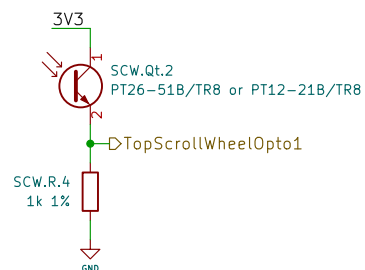 3V3
1
SCW.Qt.2
PT26-51B/TR8 or PT12-21B/TR8
2
TopScrollWheelOpto1
SCW.R.4
1k 1%
GND